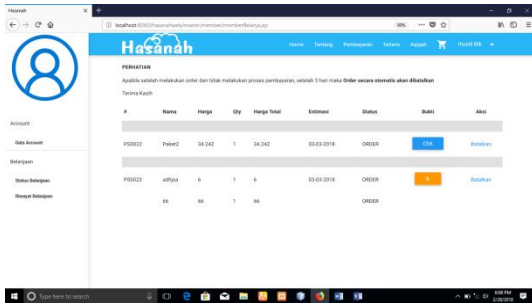 Hasanah
localhost:8080/hasanahweb/master/member/memberBelanja.jsp
90%
Hasanah
Home Tentang Pembayaran Tertaris Aqiqah
PERHATIAN
Apabila setelah melakukan order dan tidak melakukan proses pembayaran, setelah 3 hari maka Order secara otomatis akan dibatalkan
Terima Kasih
Account
Data Account
Belanjaan
Status Belanjaan
Riwayat Belanjaan
# Nama Harga Qty Harga Total Estimasi Status Bukti Aksi
PS0022 Paket2 34.242 1 34.242 03-03-2018 ORDER CEK Batalkan
PS0023 adhjsa 6 1 6 03-03-2018 ORDER X Batalkan
66 66 1 66 ORDER
Type here to search
6:00 PM
2/28/2018